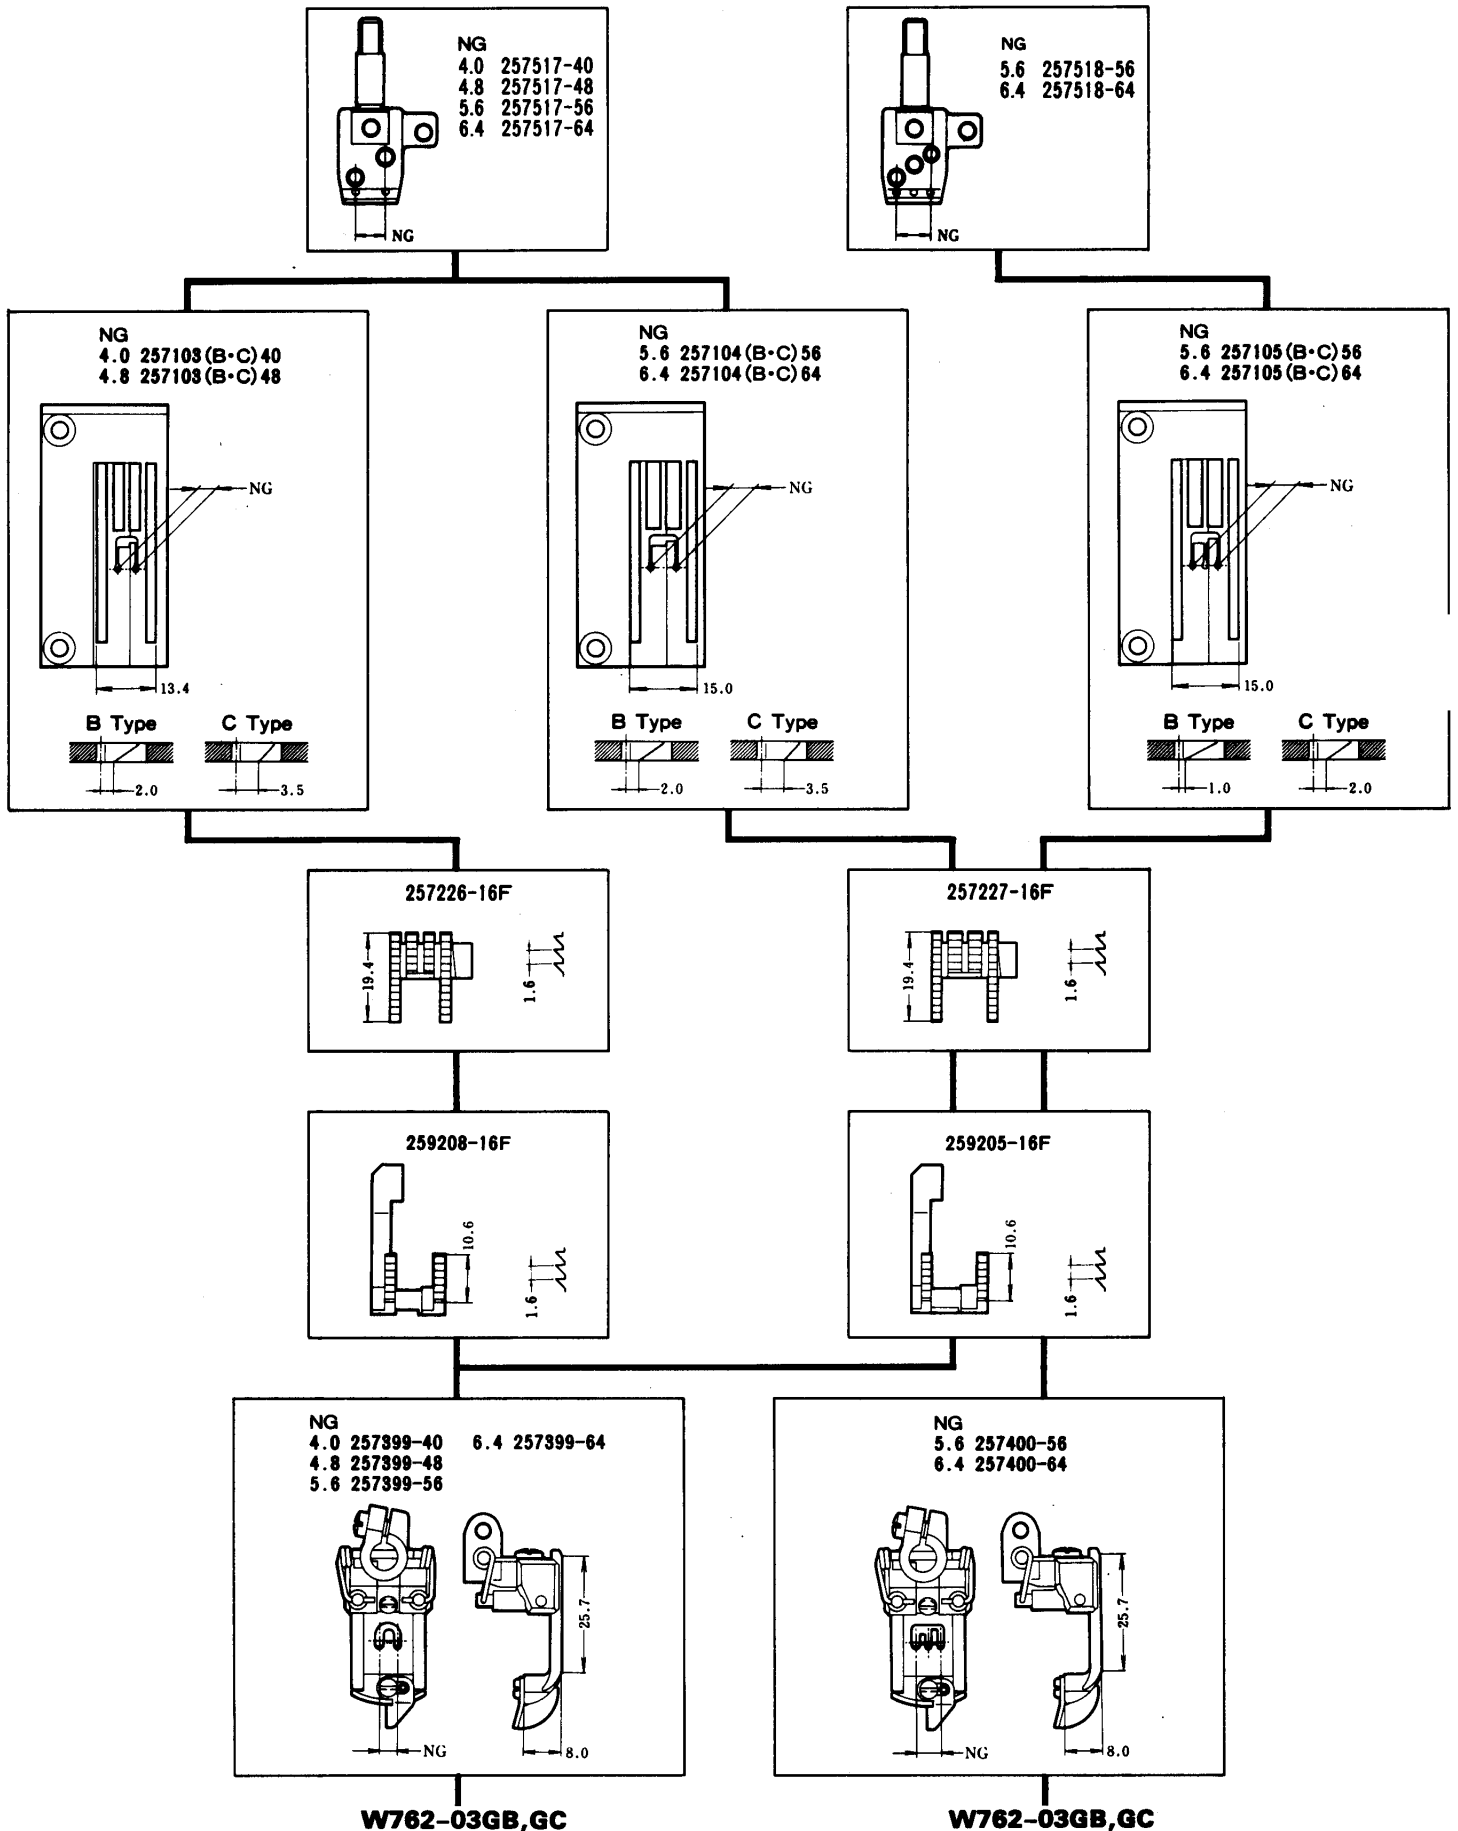 NG
4.0 257517-40
4.8 257517-48
5.6 257517-56
6.4 257517-64
NG
NG
5.6 257518-56
6.4 257518-64
NG
NG
4.0 257103(B•C)40
4.8 257103(B•C)48
NG
13.4
B Type
C Type
2.0
3.5
NG
5.6 257104(B•C)56
6.4 257104(B•C)64
NG
15.0
B Type
C Type
2.0
3.5
NG
5.6 257105(B•C)56
6.4 257105(B•C)64
NG
15.0
B Type
C Type
1.0
2.0
257226-16F
19.4
1.6
257227-16F
19.4
1.6
259208-16F
10.6
1.6
259205-16F
10.6
1.6
NG
4.0 257399-40 6.4 257399-64
4.8 257399-48
5.6 257399-56
25.7
NG
8.0
NG
5.6 257400-56
6.4 257400-64
25.7
NG
8.0
W762-03GB,GC
W762-03GB,GC